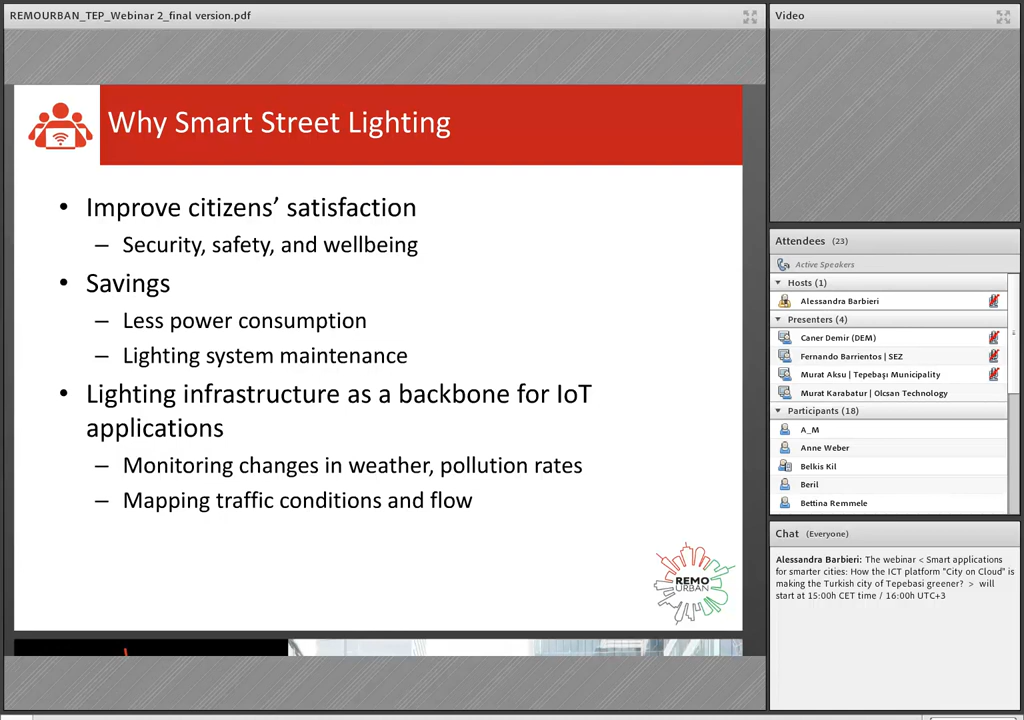 REMOURBAN_TEP_Webinar 2_final version.pdf
Why Smart Street Lighting
• Improve citizens’ satisfaction
– Security, safety, and wellbeing
• Savings
– Less power consumption
– Lighting system maintenance
• Lighting infrastructure as a backbone for IoT
applications
– Monitoring changes in weather, pollution rates
– Mapping traffic conditions and flow
REMO
URBAN
Video
Attendees (23)
Active Speakers
Hosts (1)
Alessandra Barbieri
Presenters (4)
Caner Demir (DEM)
Fernando Barrientos | SEZ
Murat Aksu | Tepebaşı Municipality
Murat Karabatur | Olcsan Technology
Participants (18)
A_M
Anne Weber
Belkis Kil
Beril
Bettina Remmele
Chat (Everyone)
Alessandra Barbieri: The webinar < Smart applications
for smarter cities: How the ICT platform "City on Cloud" is
making the Turkish city of Tepebasi greener? > will
start at 15:00h CET time / 16:00h UTC+3